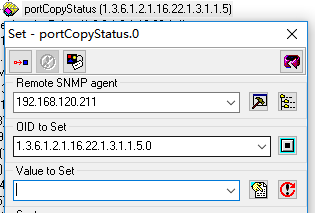 portCopyStatus (1.3.6.1.2.1.16.22.1.3.1.1.5)
Set - portCopyStatus.0
Remote SNMP agent
192.168.120.211
OID to Set
1.3.6.1.2.1.16.22.1.3.1.1.5.0
Value to Set